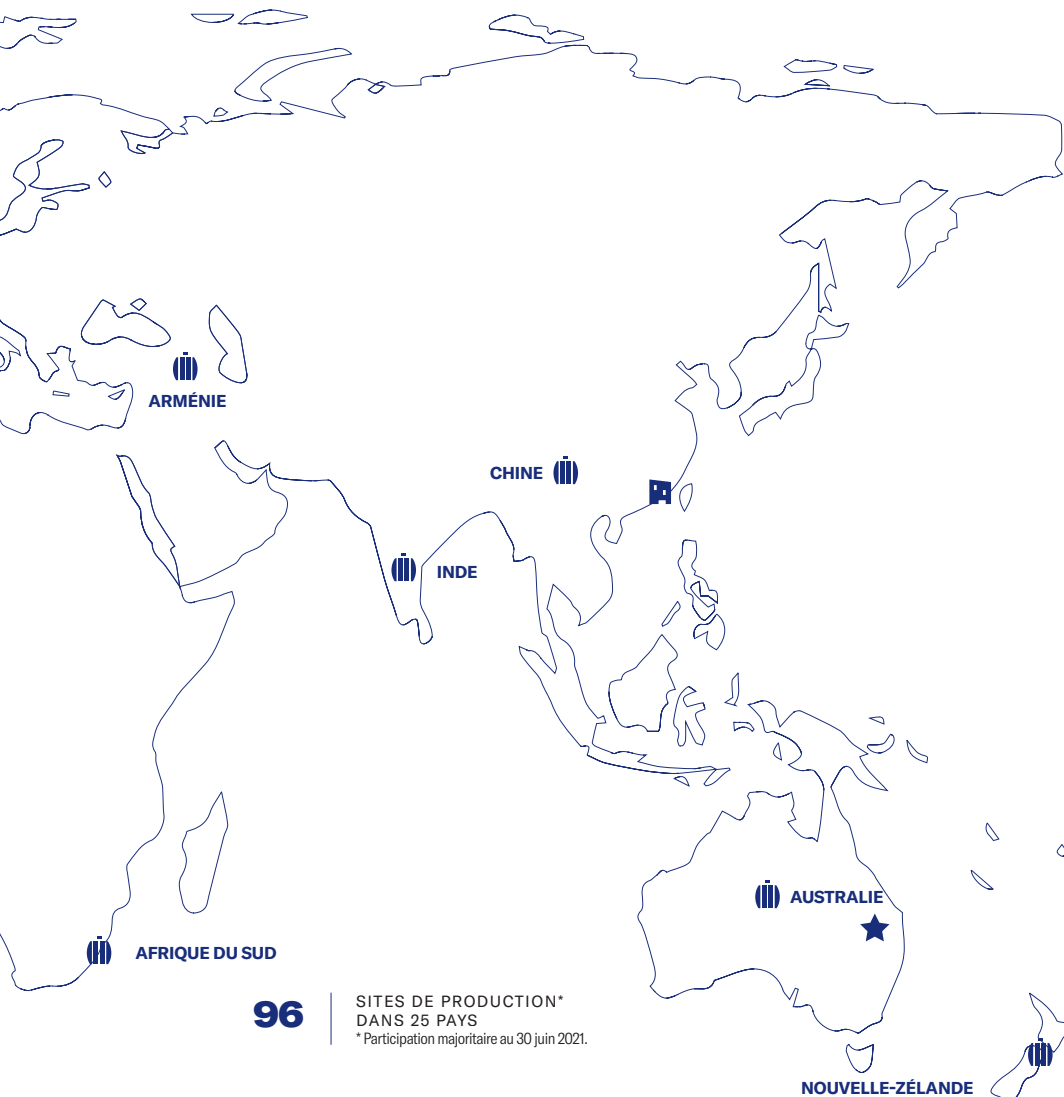 ARMÉNIE
CHINE
INDE
AUSTRALIE
AFRIQUE DU SUD
96
SITES DE PRODUCTION*
DANS 25 PAYS
* Participation majoritaire au 30 juin 2021.
NOUVELLE-ZÉLANDE